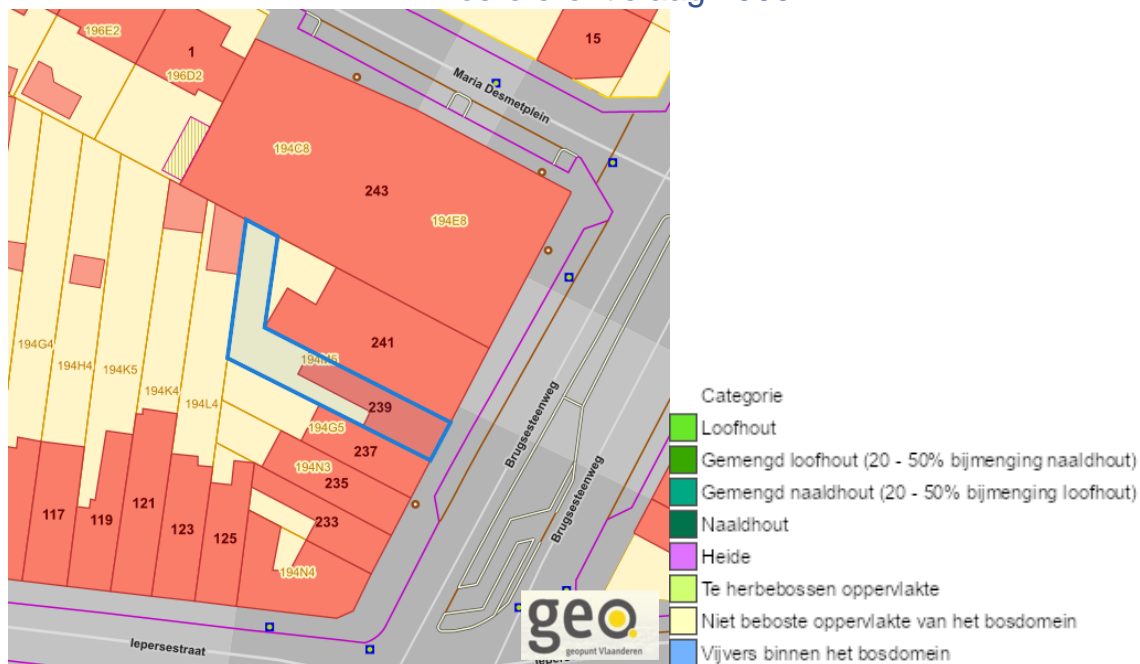 196E2
1
15
196D2
Maria Desmetplein
194C8
243
194E8
194G4
194H4
194K5
194K4
194L4
241
239
194G5
237
194N3
235
233
194N4
117
119
121
123
125
Brugsesteenweg
Brugsesteenweg
Iepersestraat
geo
geopunt Vlaanderen
Categorie
Loofhout
Gemengd loofhout (20 - 50% bijmenging naaldhout)
Gemengd naaldhout (20 - 50% bijmenging loofhout)
Naaldhout
Heide
Te herbebossen oppervlakte
Niet beboste oppervlakte van het bosdomein
Vijvers binnen het bosdomein